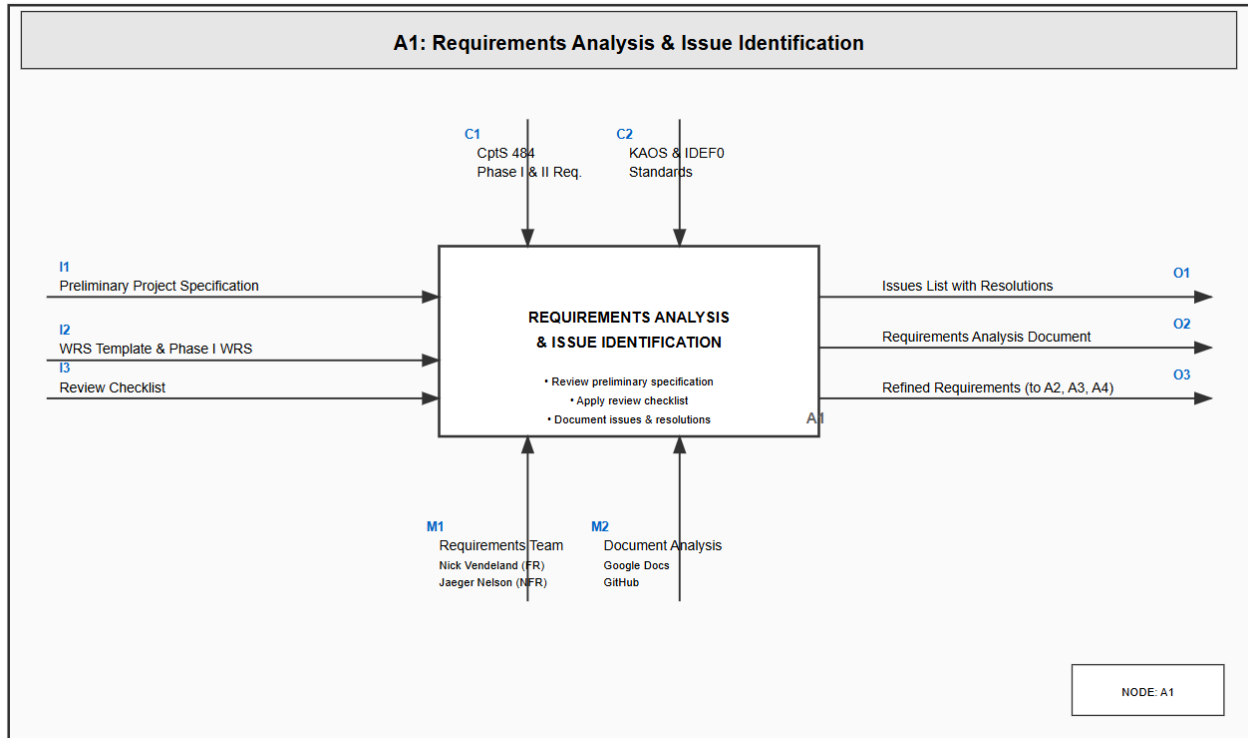 A1: Requirements Analysis & Issue Identification
C1
CptS 484
Phase I & II Req.
C2
KAOS & IDEF0
Standards
I1
Preliminary Project Specification
I2
WRS Template & Phase I WRS
I3
Review Checklist
REQUIREMENTS ANALYSIS
& ISSUE IDENTIFICATION
• Review preliminary specification
• Apply review checklist
• Document issues & resolutions
A1
O1
Issues List with Resolutions
O2
Requirements Analysis Document
O3
Refined Requirements (to A2, A3, A4)
M1
Requirements Team
Nick Vendeland (FR)
Jaeger Nelson (NFR)
M2
Document Analysis
Google Docs
GitHub
NODE: A1